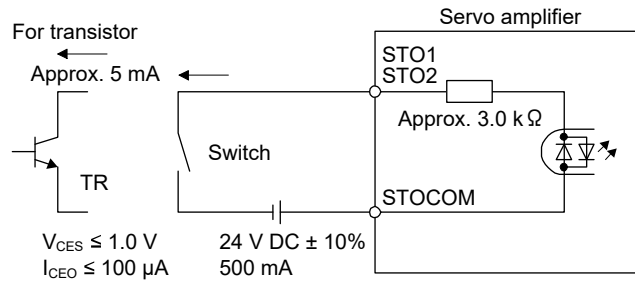 Servo amplifier
For transistor
Approx. 5 mA
STO1
STO2
Approx. 3.0 k Ω
Switch
TR
STOCOM
VCES ≤ 1.0 V
ICEO ≤ 100 µA
24 V DC ± 10%
500 mA